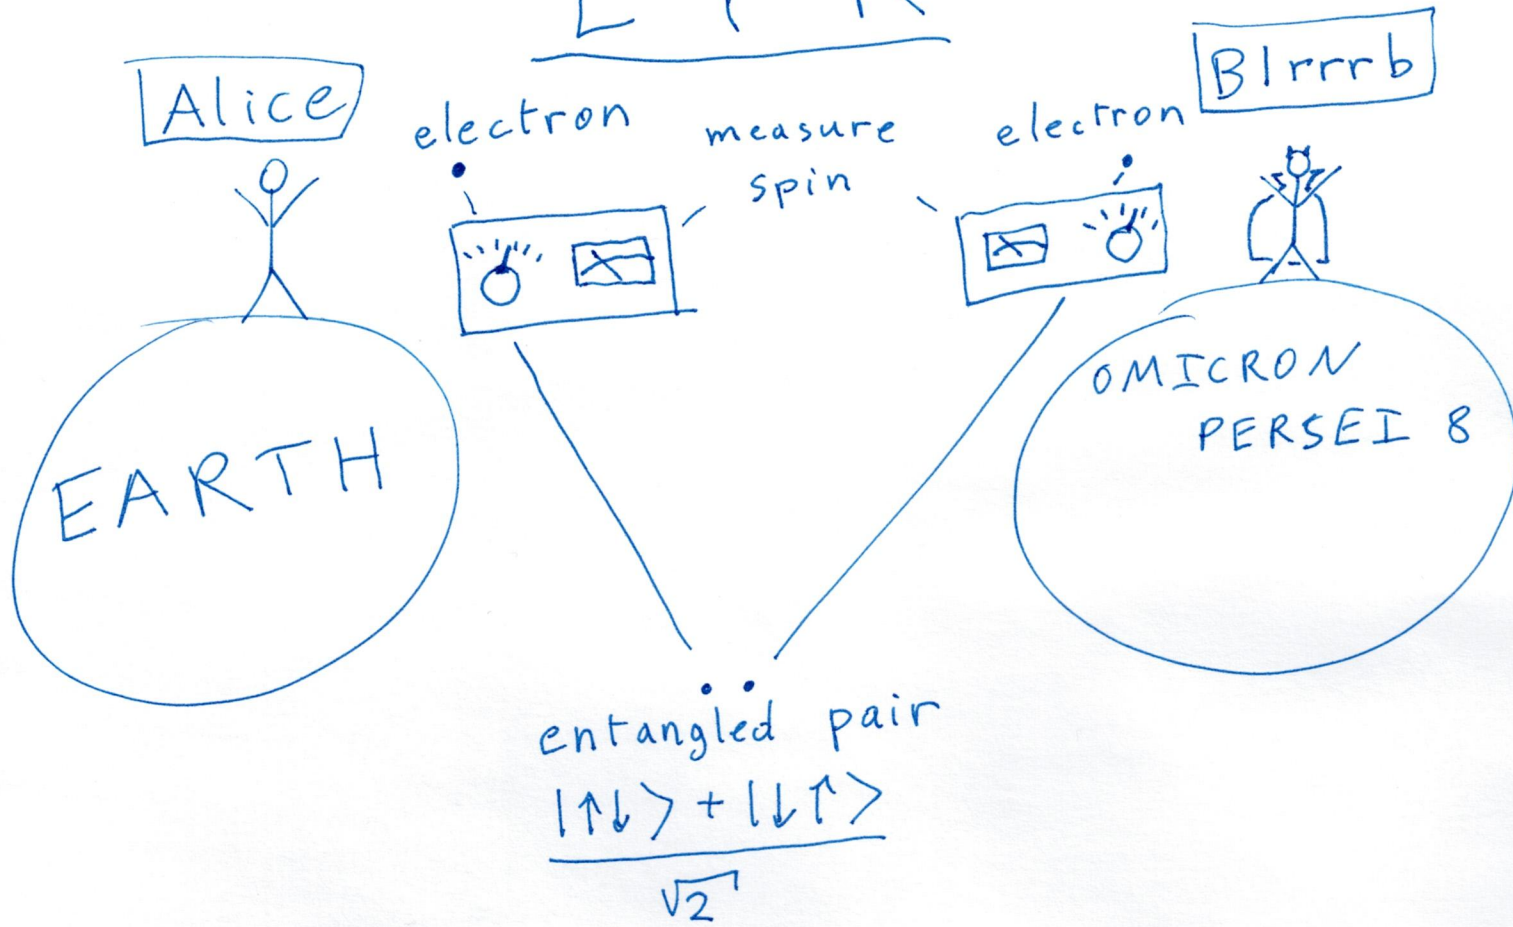 E P R
Alice
Blrrrb
electron
measure
spin
electron
EARTH
OMICRON
PERSEI 8
entangled pair
|↑↓⟩ + |↓↑⟩
√2